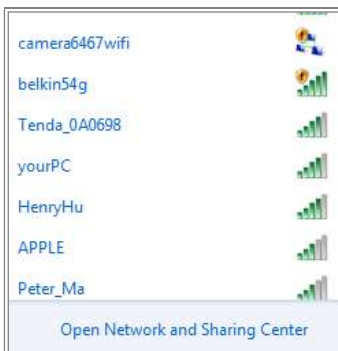 camera6467wifi
belkin54g
Tenda_0A0698
yourPC
HenryHu
APPLE
Peter_Ma
Open Network and Sharing Center